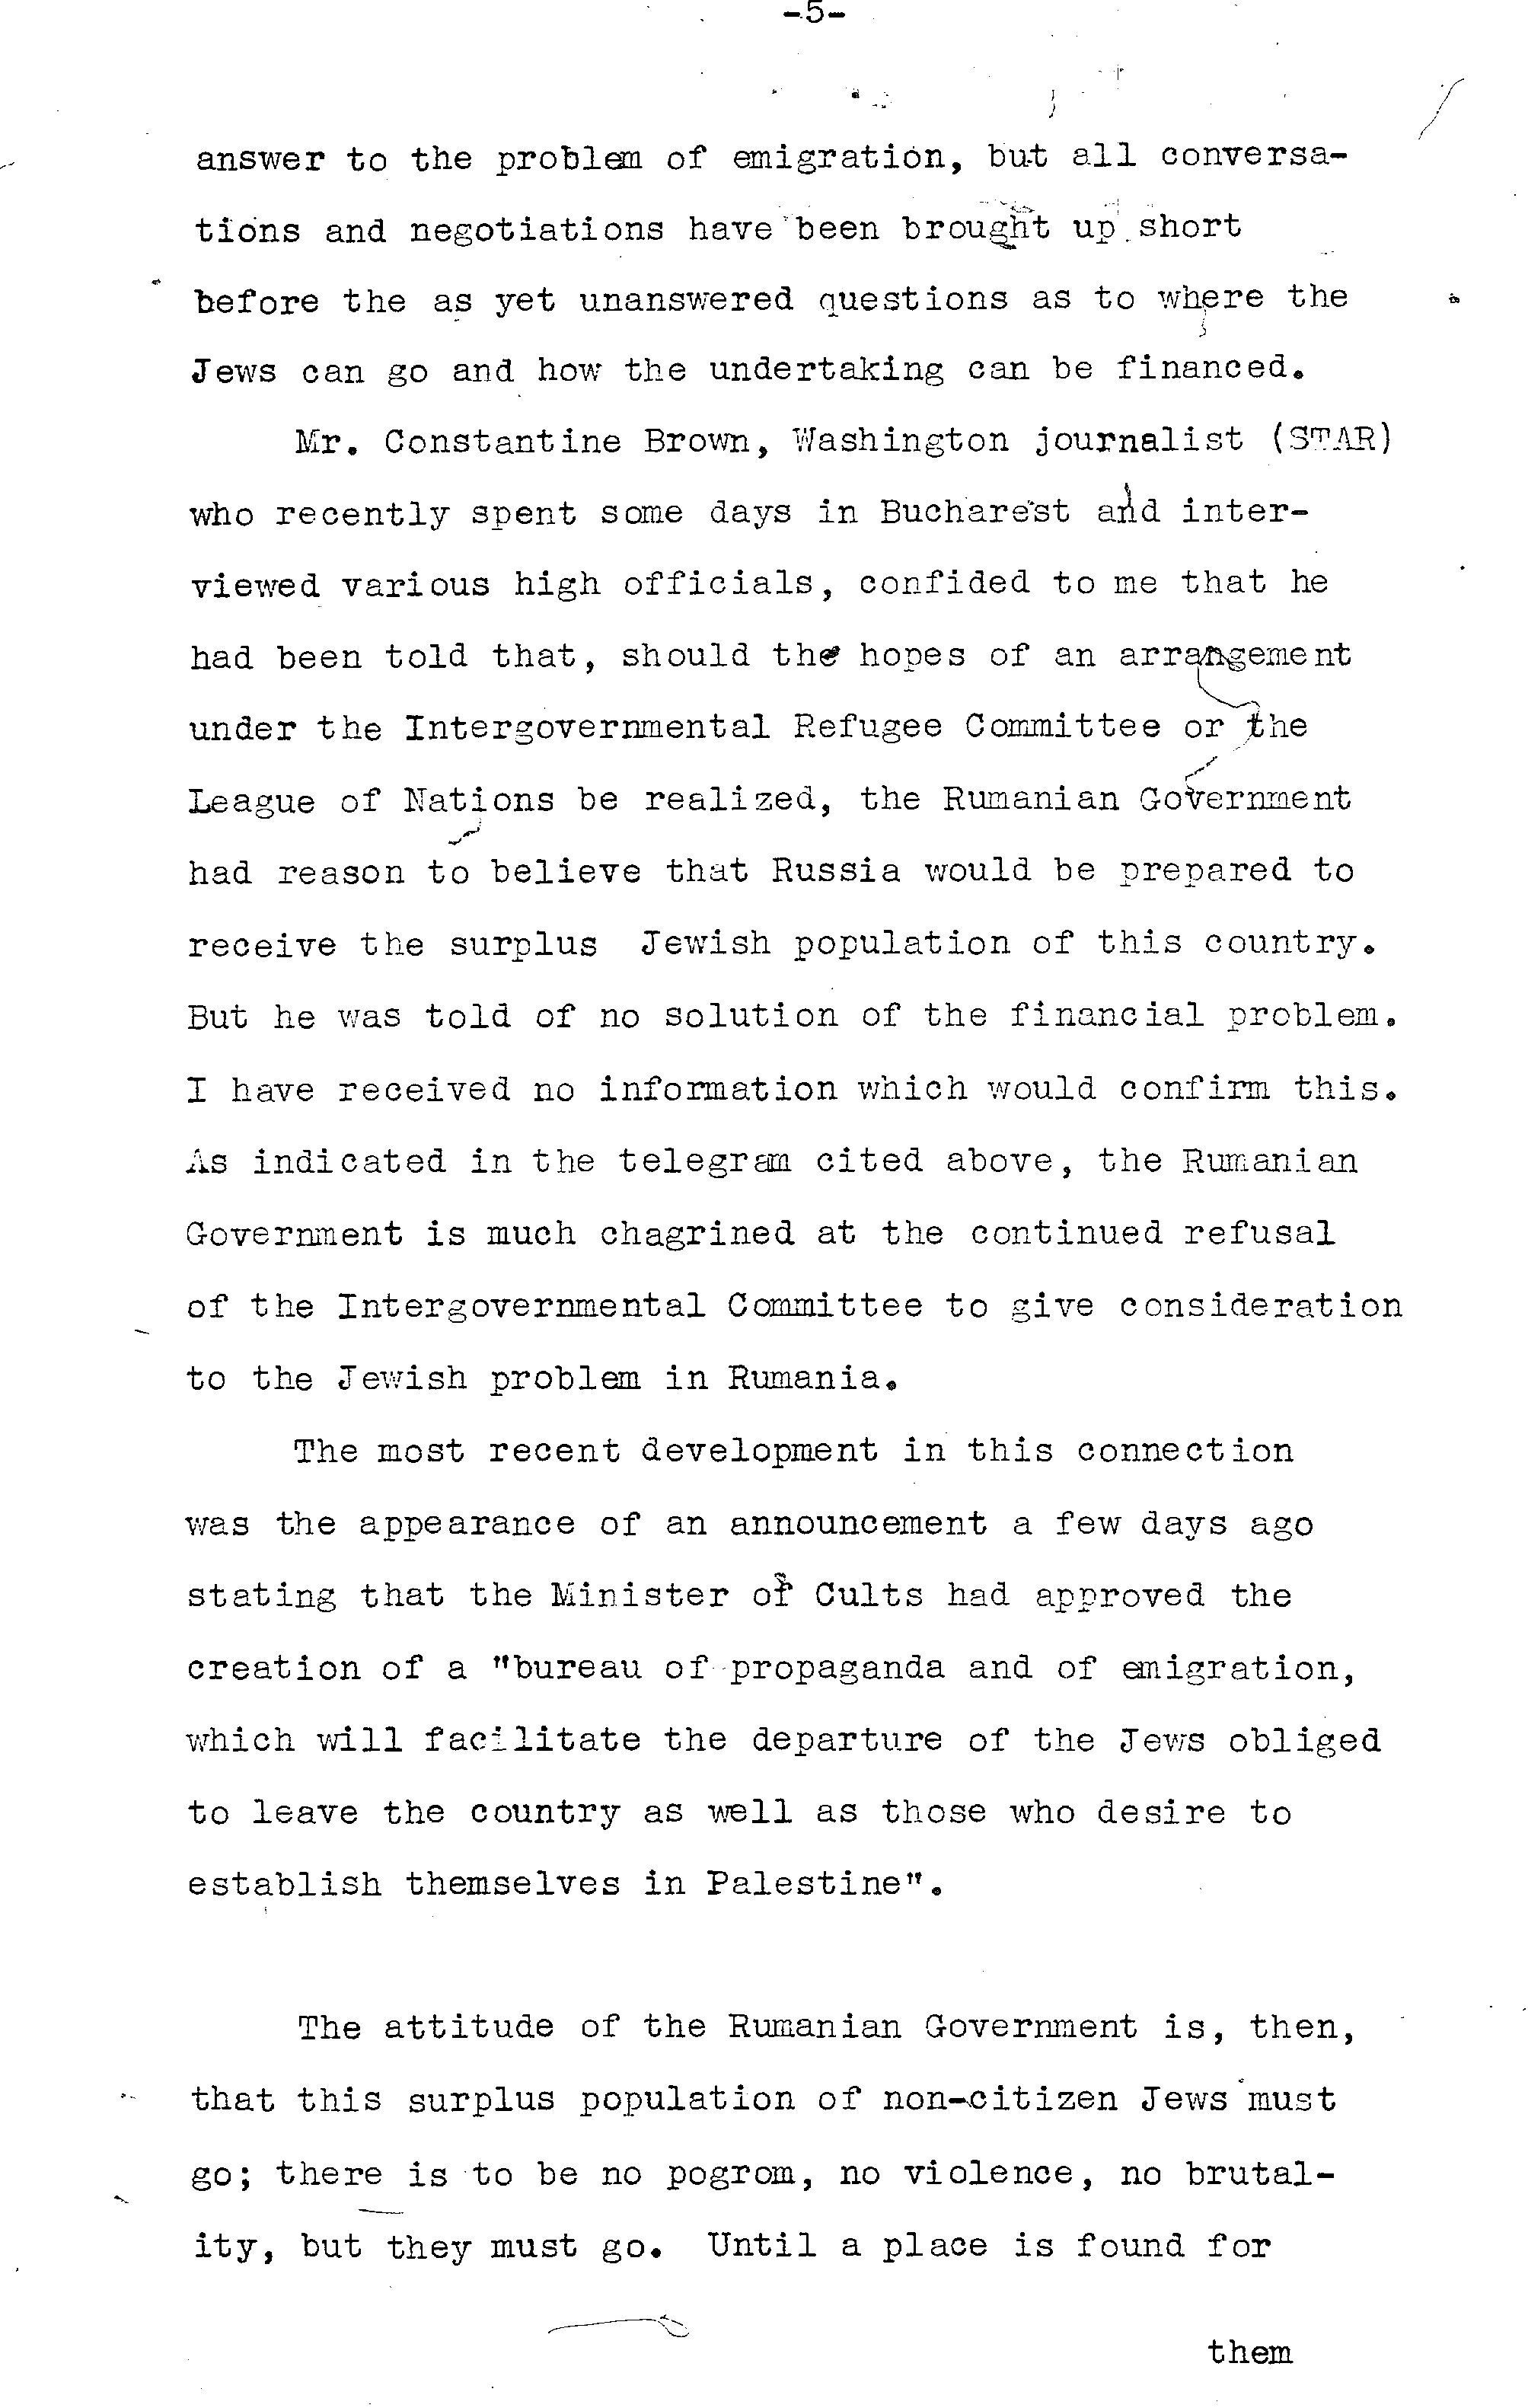 -5-
answer to the problem of emigration, but all conversa-
tions and negotiations have been brought up short
before the as yet unanswered questions as to where the
Jews can go and how the undertaking can be financed.
Mr. Constantine Brown, Washington journalist (STAR)
who recently spent some days in Bucharest and inter-
viewed various high officials, confided to me that he
had been told that, should the hopes of an arrangement
under the Intergovernmental Refugee Committee or the
League of Nations be realized, the Rumanian Government
had reason to believe that Russia would be prepared to
receive the surplus Jewish population of this country.
But he was told of no solution of the financial problem.
I have received no information which would confirm this.
As indicated in the telegram cited above, the Rumanian
Government is much chagrined at the continued refusal
of the Intergovernmental Committee to give consideration
to the Jewish problem in Rumania.
The most recent development in this connection
was the appearance of an announcement a few days ago
stating that the Minister of Cults had approved the
creation of a "bureau of propaganda and of emigration,
which will facilitate the departure of the Jews obliged
to leave the country as well as those who desire to
establish themselves in Palestine".
The attitude of the Rumanian Government is, then,
that this surplus population of non-citizen Jews must
go; there is to be no pogrom, no violence, no brutal-
ity, but they must go. Until a place is found for
them